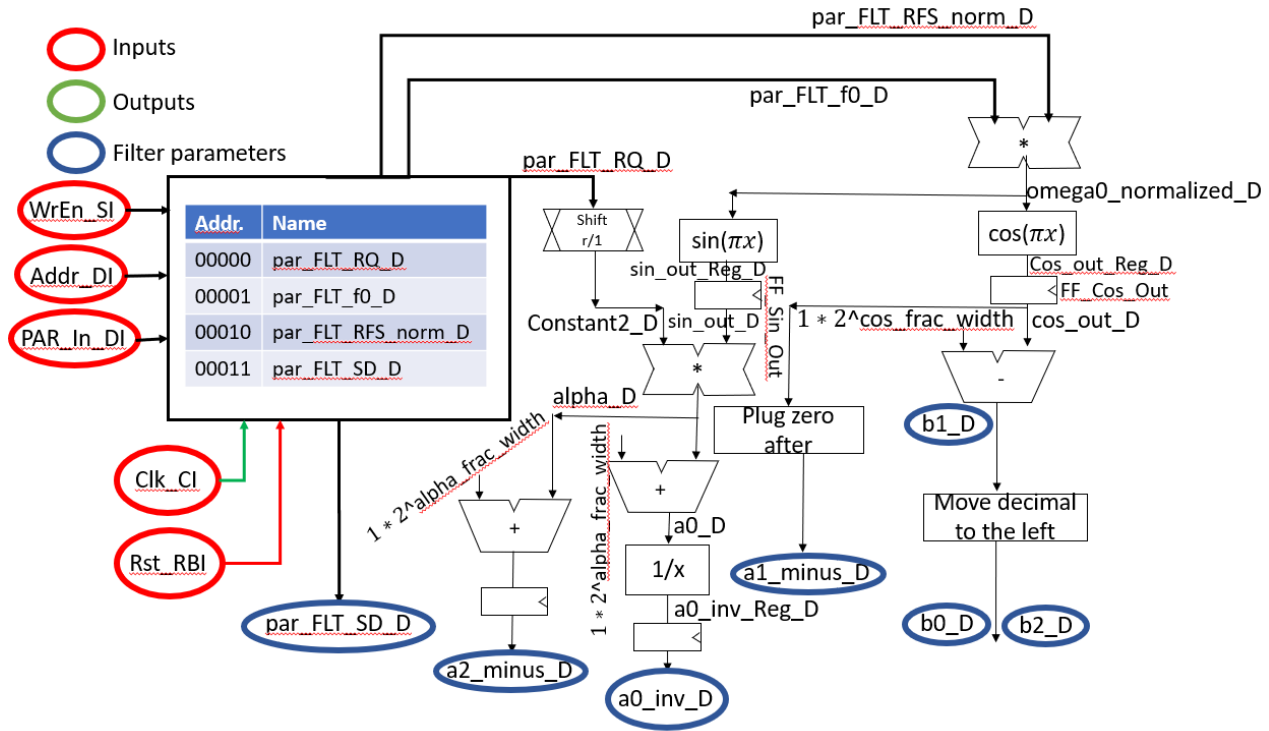 par_FLT_RFS_norm_D
Inputs
Outputs
par_FLT_f0_D
*
Filter parameters
par_FLT_RQ_D
omega0_normalized_D
WrEn_SI
Addr. Name
Shift
r/1
sin(πx)
cos(πx)
00000 par_FLT_RQ_D
sin_out_Reg_D
Cos_out_Reg_D
Addr_DI
00001 par_FLT_f0_D
FF_Sin_Out
FF_Cos_Out
Constant2_D
sin_out_D
1 * 2^cos_frac_width
cos_out_D
PAR_In_DI
00010 par_FLT_RFS_norm_D
00011 par_FLT_SD_D
*
-
alpha_D
Plug zero
after
b1_D
1 * 2^alpha_frac_width
1 * 2^alpha_frac_width
Clk_CI
+
+
Move decimal
to the left
a0_D
Rst_RBI
1/x
a1_minus_D
a0_inv_Reg_D
par_FLT_SD_D
b0_D
b2_D
a2_minus_D
a0_inv_D